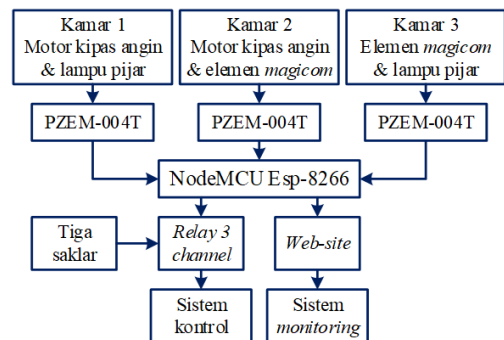 Kamar 1
Motor kipas angin
& lampu pijar
Kamar 2
Motor kipas angin
& elemen magicom
Kamar 3
Elemen magicom
& lampu pijar
PZEM-004T
PZEM-004T
PZEM-004T
NodeMCU Esp-8266
Tiga
saklar
Relay 3
channel
Web-site
Sistem
kontrol
Sistem
monitoring